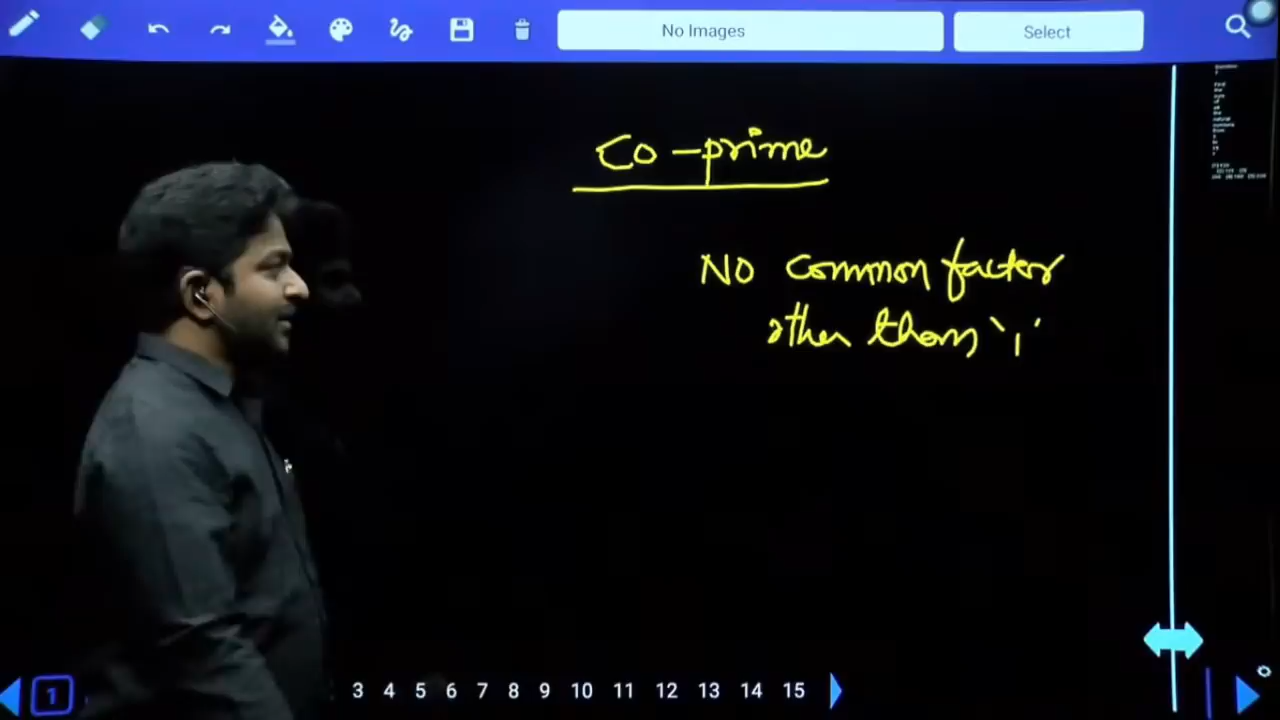 No Images
Select
Co-prime
No common factor
other than '1'
1
3 4 5 6 7 8 9 10 11 12 13 14 15